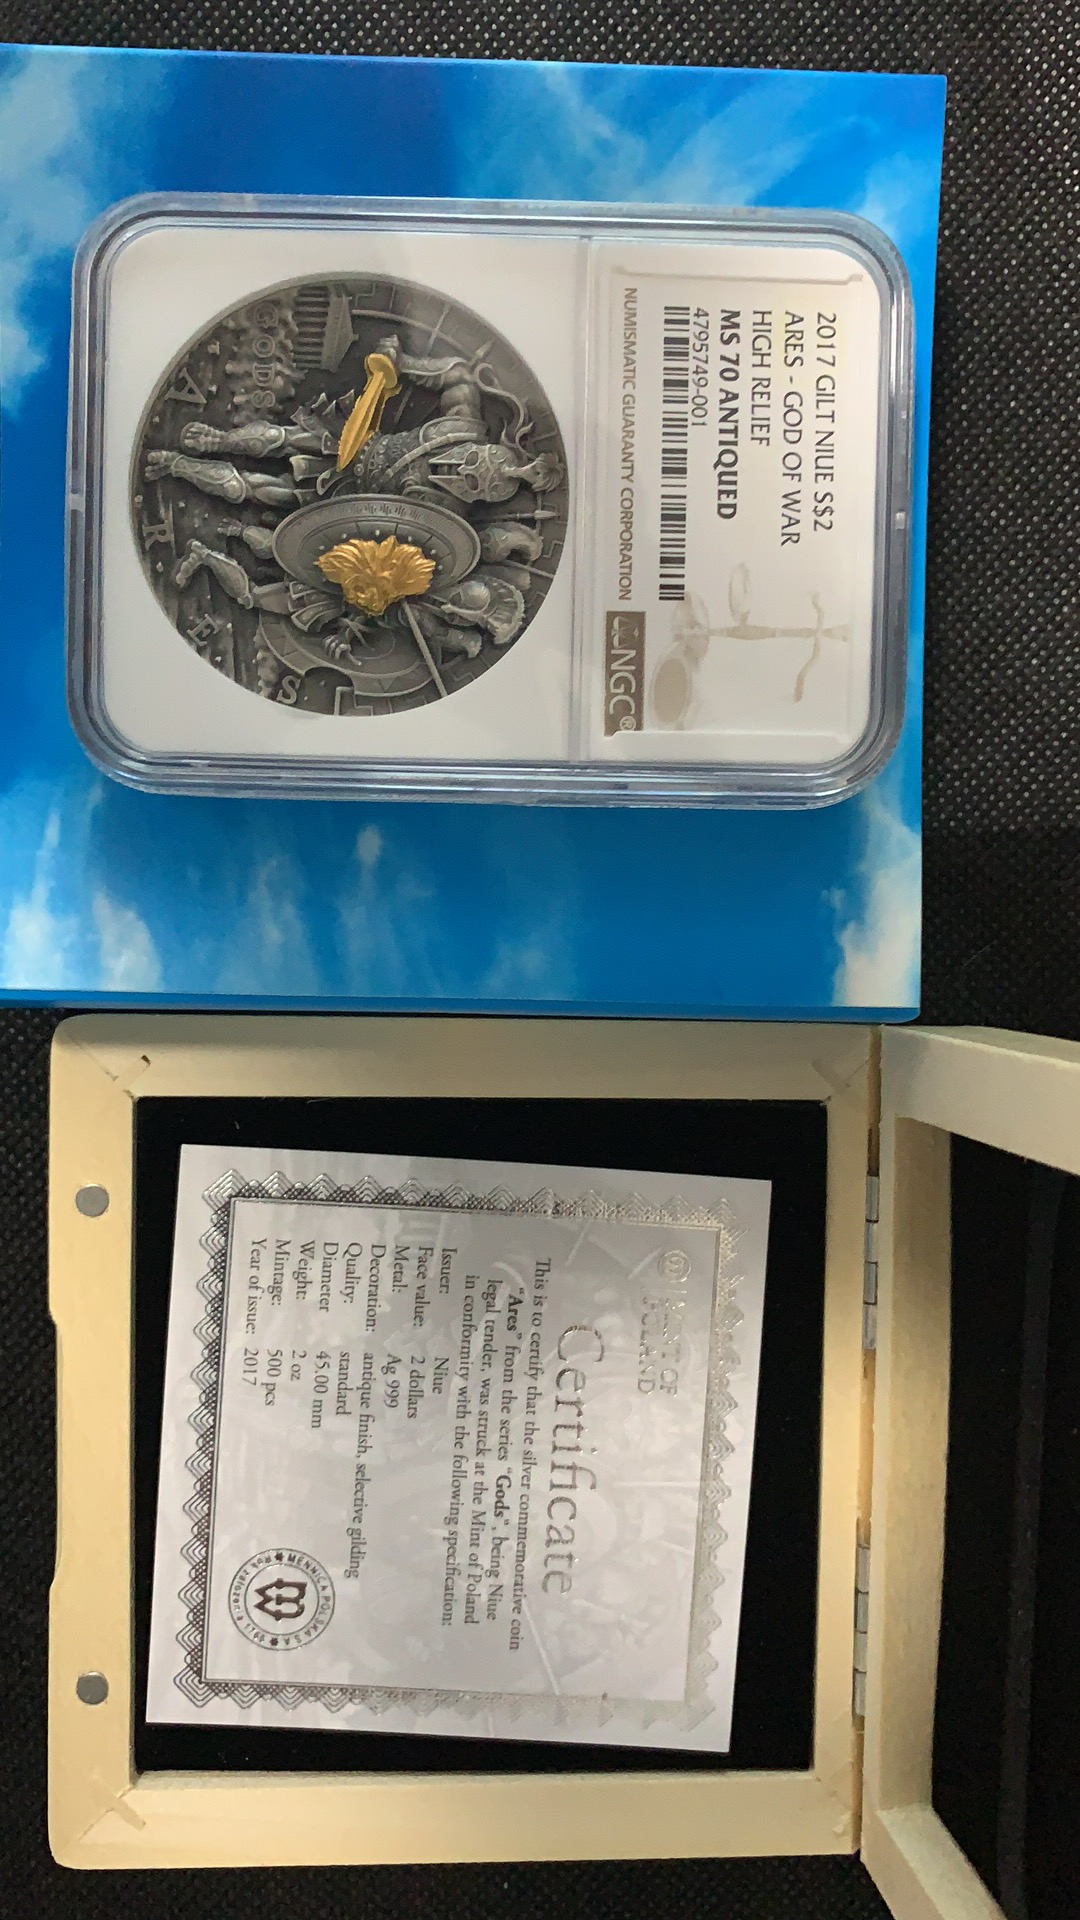 2017 GILT NIUE S$2
ARES - GOD OF WAR
HIGH RELIEF
MS 70 ANTIQUED
4795749-001
NUMISMATIC GUARANTY CORPORATION
NGC®
GODS
ARES
MINT OF
POLAND
Certificate
This is to certify that the silver commemorative coin
"Ares" from the series "Gods", being Niue
legal tender, was struck at the Mint of Poland
in conformity with the following specification:
Issuer: Niue
Face value: 2 dollars
Metal: Ag 999
Decoration: antique finish, selective gilding
Quality: standard
Diameter 45.00 mm
Weight: 2 oz
Mintage: 500 pcs
Year of issue: 2017
MENNICA POLSKA S.A.
ROK ZAŁOŻENIA 1766